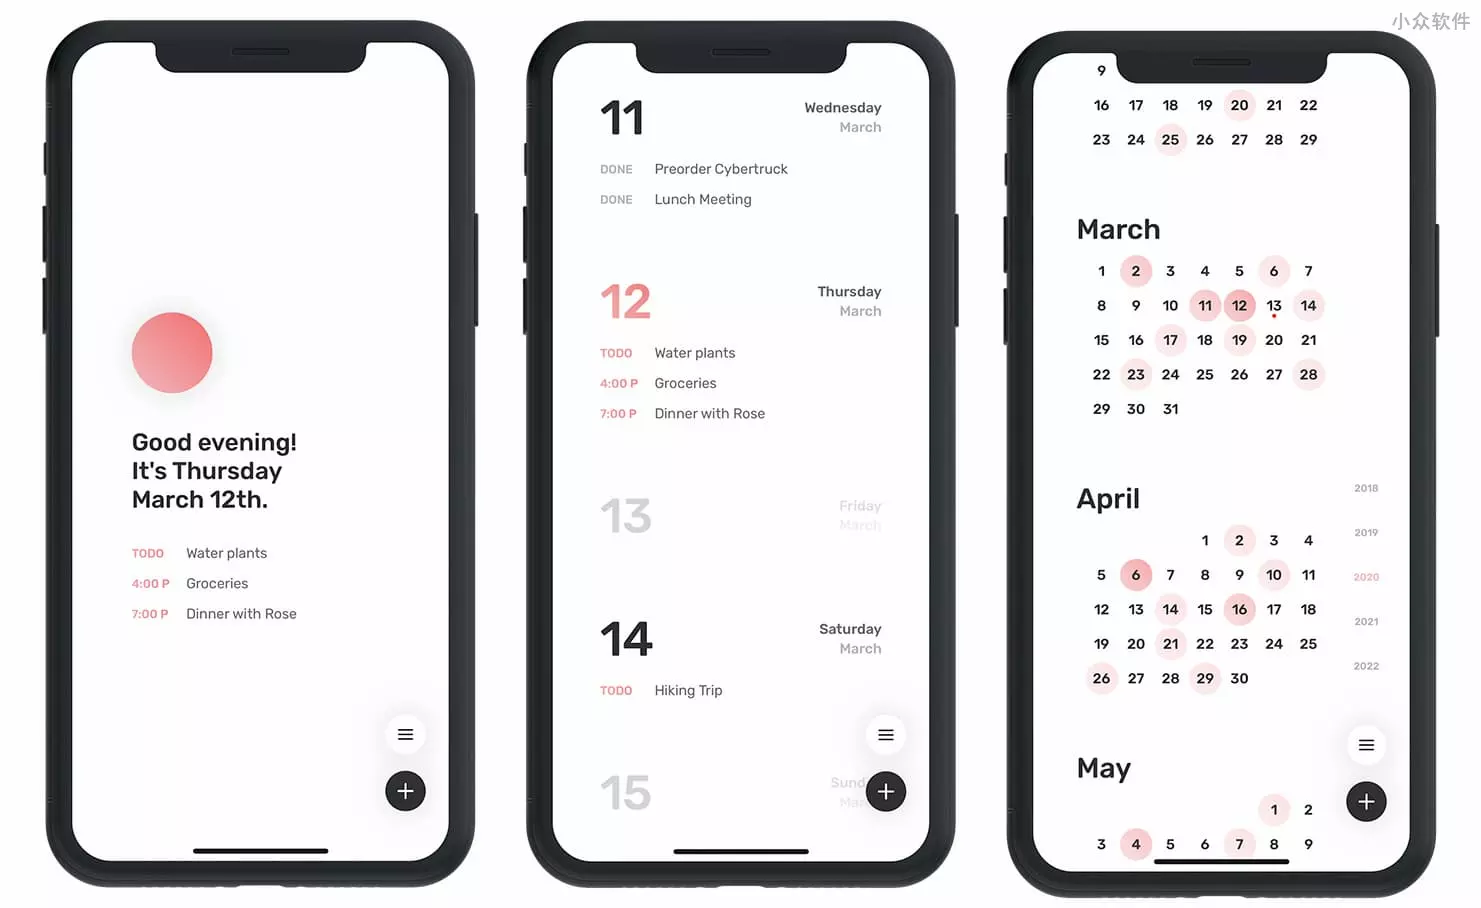 小众软件
Good evening!
It's Thursday
March 12th.
TODO Water plants
4:00 P Groceries
7:00 P Dinner with Rose
11 Wednesday
March
DONE Preorder Cybertruck
DONE Lunch Meeting
12 Thursday
March
TODO Water plants
4:00 P Groceries
7:00 P Dinner with Rose
13 Friday
March
14 Saturday
March
TODO Hiking Trip
15
9
16 17 18 19 20 21 22
23 24 25 26 27 28 29
March
1 2 3 4 5 6 7
8 9 10 11 12 13 14
15 16 17 18 19 20 21
22 23 24 25 26 27 28
29 30 31
April
1 2 3 4
5 6 7 8 9 10 11
12 13 14 15 16 17 18
19 20 21 22 23 24 25
26 27 28 29 30
2018
2019
2020
2021
2022
May
1 2
3 4 5 6 7 8 9